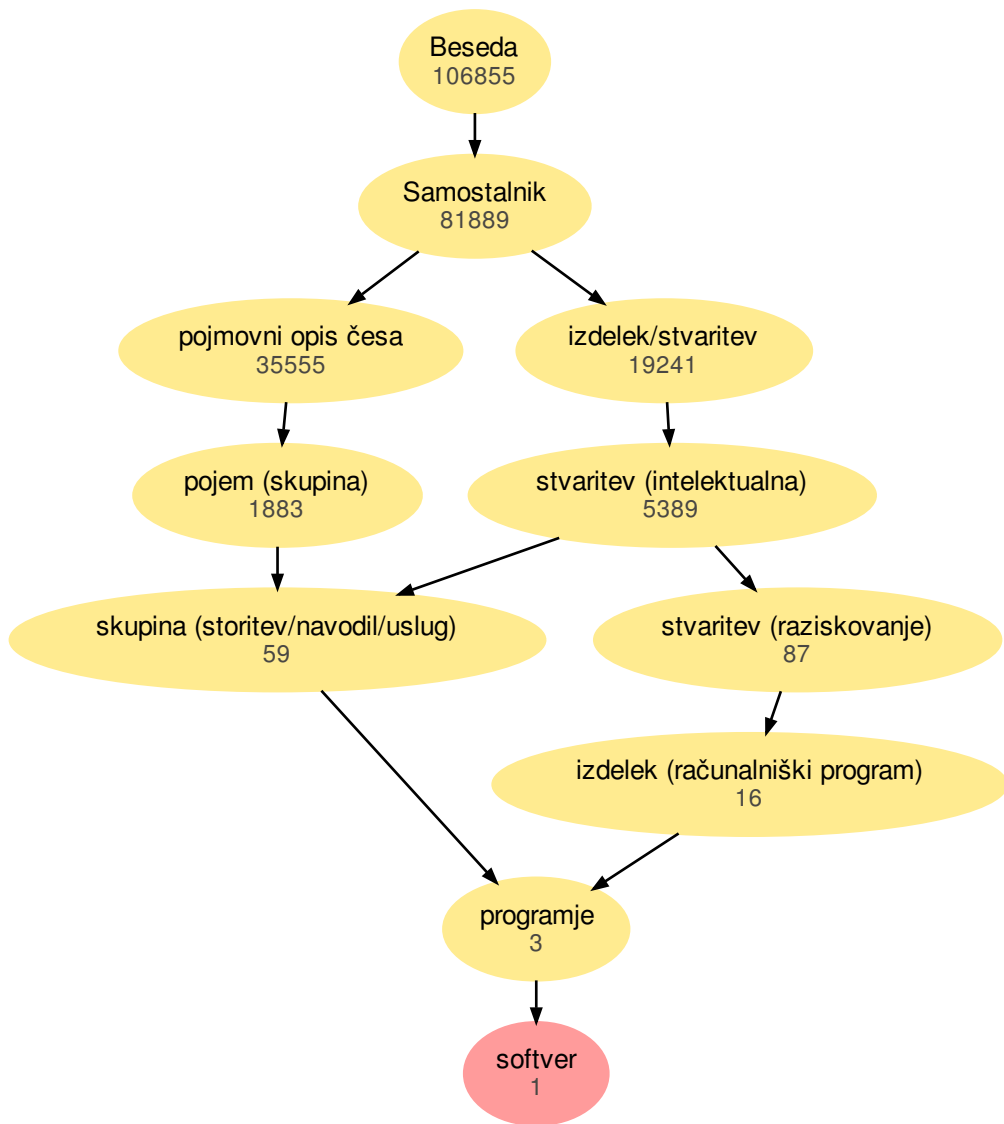 Beseda
106855
Samostalnik
81889
pojmovni opis česa
35555
izdelek/stvaritev
19241
pojem (skupina)
1883
stvaritev (intelektualna)
5389
skupina (storitev/navodil/uslug)
59
stvaritev (raziskovanje)
87
izdelek (računalniški program)
16
programje
3
softver
1